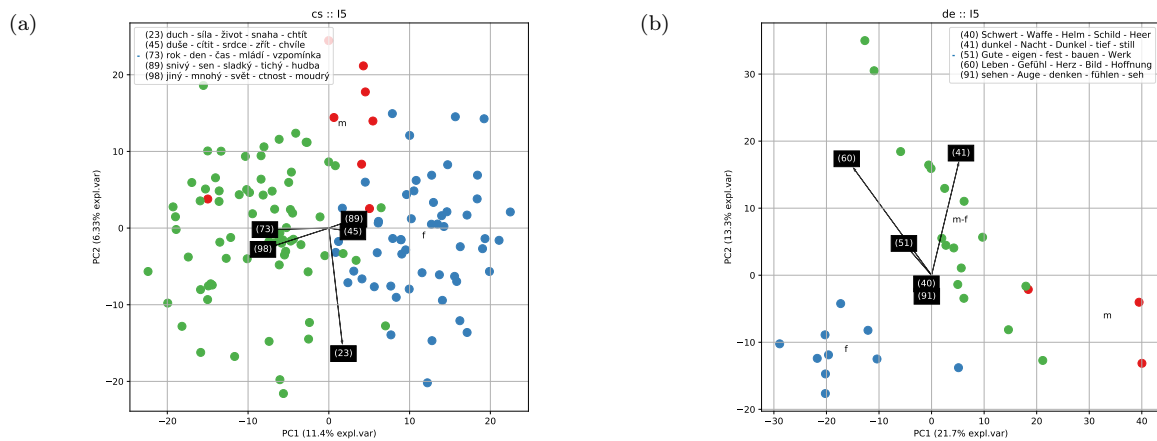 (a)
cs :: l5
(23) duch - síla - život - snaha - chtít
(45) duše - cítit - srdce - zřít - chvíle
(73) rok - den - čas - mládí - vzpomínka
(89) snivý - sen - sladký - tichý - hudba
(98) jiný - mnohý - svět - ctnost - moudrý
m
(89)
(73)
(45)
f
(98)
(23)
20
10
0
−10
−20
PC2 (6.33% expl.var)
−20
−10
0
10
20
PC1 (11.4% expl.var)
(b)
de :: l5
(40) Schwert - Waffe - Helm - Schild - Heer
(41) dunkel - Nacht - Dunkel - tief - still
(51) Gute - eigen - fest - bauen - Werk
(60) Leben - Gefühl - Herz - Bild - Hoffnung
(91) sehen - Auge - denken - fühlen - seh
(41)
(60)
m-f
(51)
(40)
(91)
m
f
30
20
10
0
−10
−20
PC2 (13.3% expl.var)
−30
−20
−10
0
10
20
30
40
PC1 (21.7% expl.var)